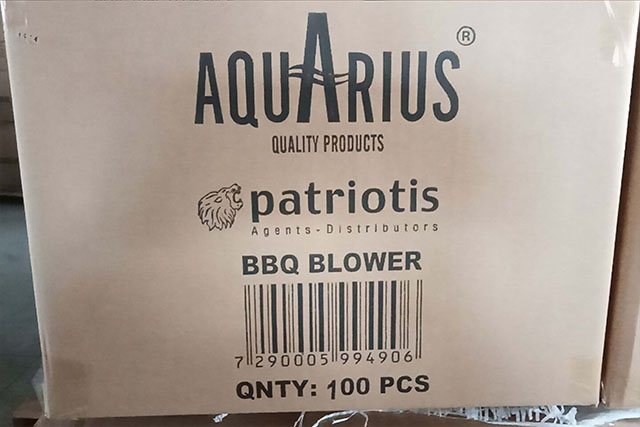 AQUARIUS®
QUALITY PRODUCTS
patriotis
Agents-Distributors
BBQ BLOWER
7 290005 994906
QNTY: 100 PCS